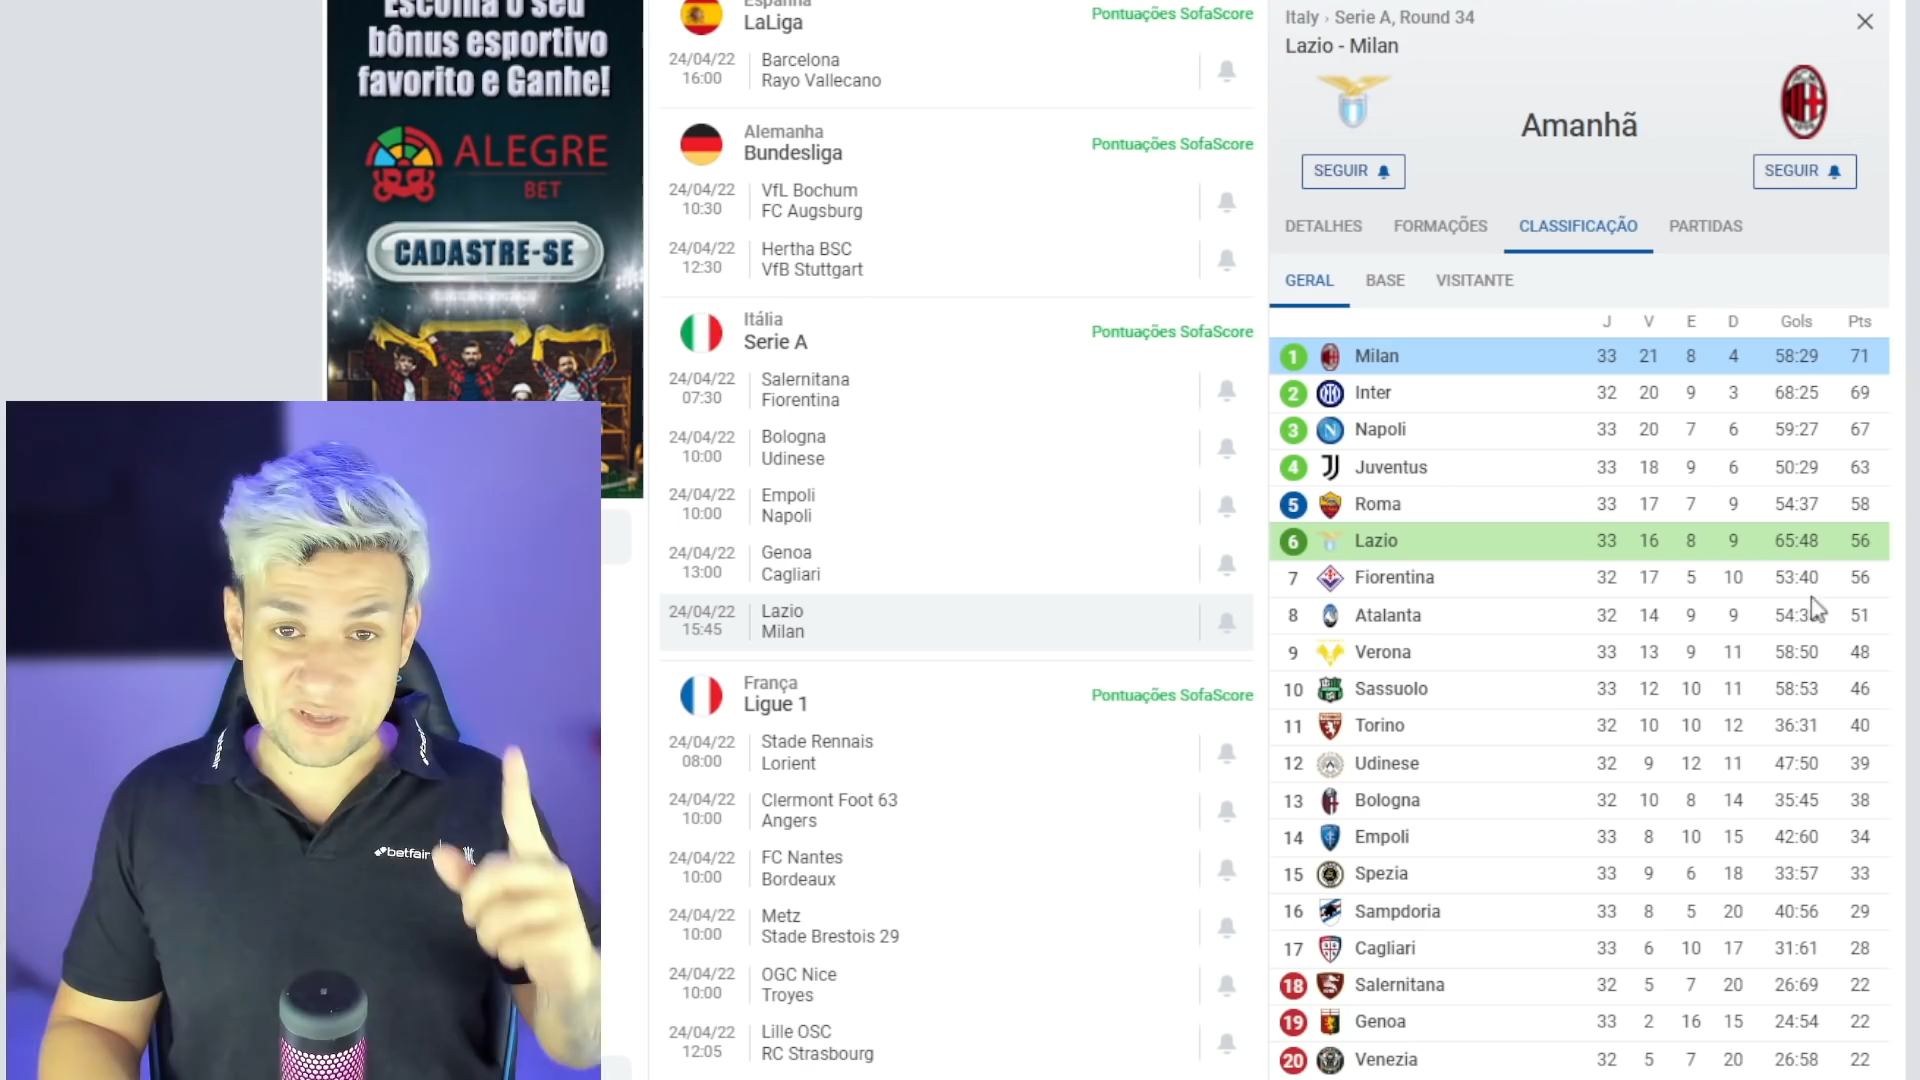 Escolha o seu
bônus esportivo
favorito e Ganhe!
ALEGRE
BET
CADASTRE-SE
betfair
Espanha
LaLiga
Pontuações SofaScore
24/04/22 Barcelona
16:00 Rayo Vallecano
Alemanha
Bundesliga
Pontuações SofaScore
24/04/22 VfL Bochum
10:30 FC Augsburg
24/04/22 Hertha BSC
12:30 VfB Stuttgart
Itália
Serie A
Pontuações SofaScore
24/04/22 Salernitana
07:30 Fiorentina
24/04/22 Bologna
10:00 Udinese
24/04/22 Empoli
10:00 Napoli
24/04/22 Genoa
13:00 Cagliari
24/04/22 Lazio
15:45 Milan
França
Ligue 1
Pontuações SofaScore
24/04/22 Stade Rennais
08:00 Lorient
24/04/22 Clermont Foot 63
10:00 Angers
24/04/22 FC Nantes
10:00 Bordeaux
24/04/22 Metz
10:00 Stade Brestois 29
24/04/22 OGC Nice
10:00 Troyes
24/04/22 Lille OSC
12:05 RC Strasbourg
Italy › Serie A, Round 34
Lazio - Milan
Amanhã
SEGUIR SEGUIR
DETALHES FORMAÇÕES CLASSIFICAÇÃO PARTIDAS
GERAL BASE VISITANTE
J V E D Gols Pts
1 Milan 33 21 8 4 58:29 71
2 Inter 32 20 9 3 68:25 69
3 Napoli 33 20 7 6 59:27 67
4 Juventus 33 18 9 6 50:29 63
5 Roma 33 17 7 9 54:37 58
6 Lazio 33 16 8 9 65:48 56
7 Fiorentina 32 17 5 10 53:40 56
8 Atalanta 32 14 9 9 51
9 Verona 33 13 9 11 58:50 48
10 Sassuolo 33 12 10 11 58:53 46
11 Torino 32 10 10 12 36:31 40
12 Udinese 32 9 12 11 47:50 39
13 Bologna 32 10 8 14 35:45 38
14 Empoli 33 8 10 15 42:60 34
15 Spezia 33 9 6 18 33:57 33
16 Sampdoria 33 8 5 20 40:56 29
17 Cagliari 33 6 10 17 31:61 28
18 Salernitana 32 5 7 20 26:69 22
19 Genoa 33 2 16 15 24:54 22
20 Venezia 32 5 7 20 26:58 22